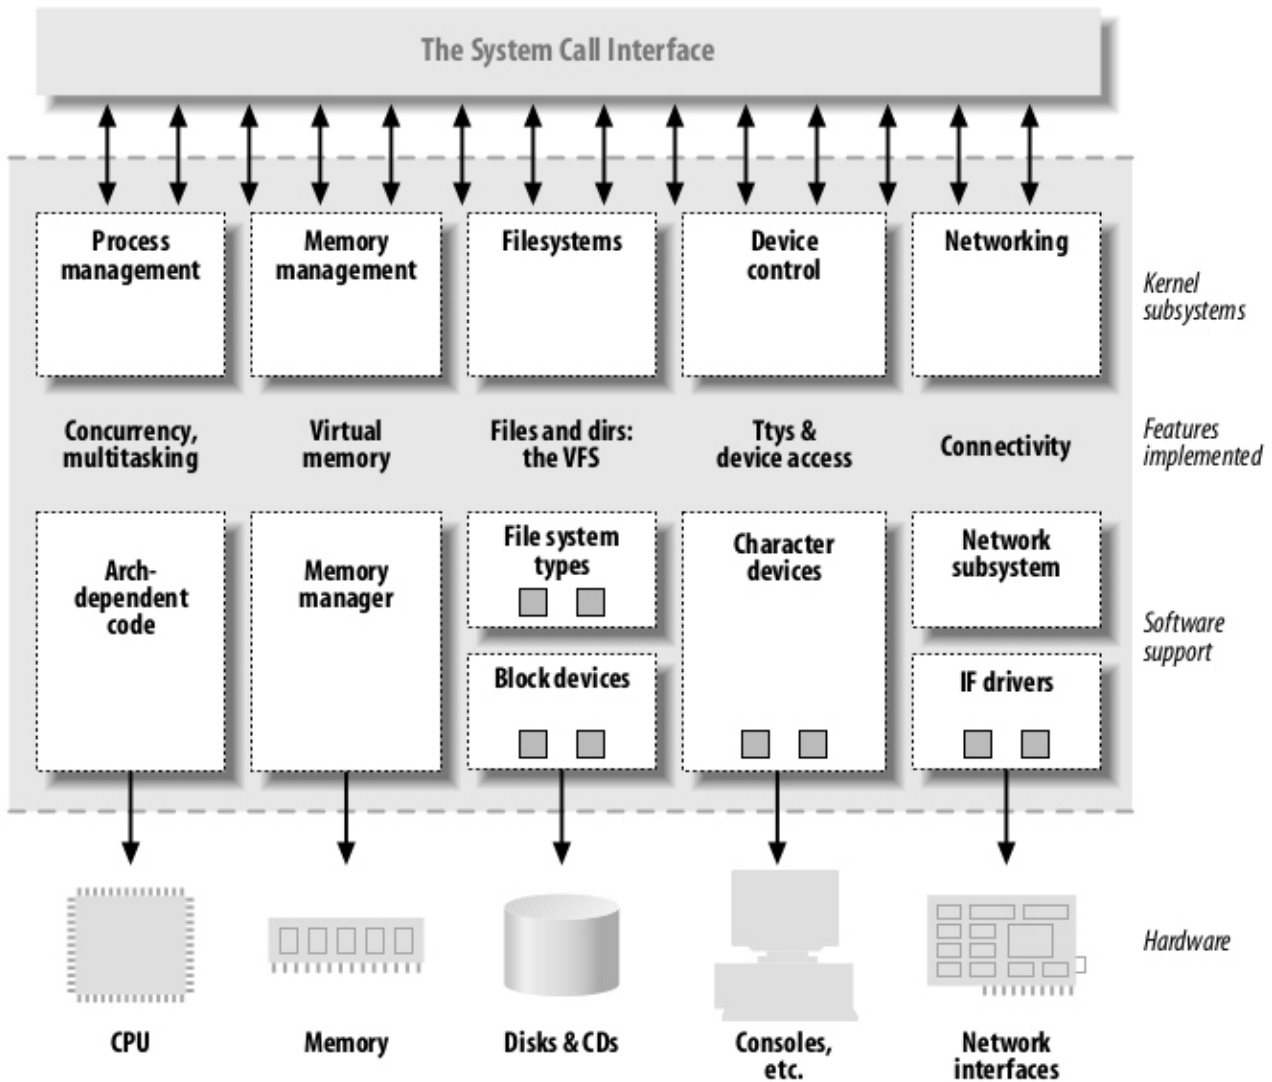 The System Call Interface
Process
management
Memory
management
Filesystems
Device
control
Networking
Kernel
subsystems
Concurrency,
multitasking
Virtual
memory
Files and dirs:
the VFS
Ttys &
device access
Connectivity
Features
implemented
Arch-
dependent
code
Memory
manager
File system
types
Block devices
Character
devices
Network
subsystem
IF drivers
Software
support
Hardware
CPU
Memory
Disks & CDs
Consoles,
etc.
Network
interfaces